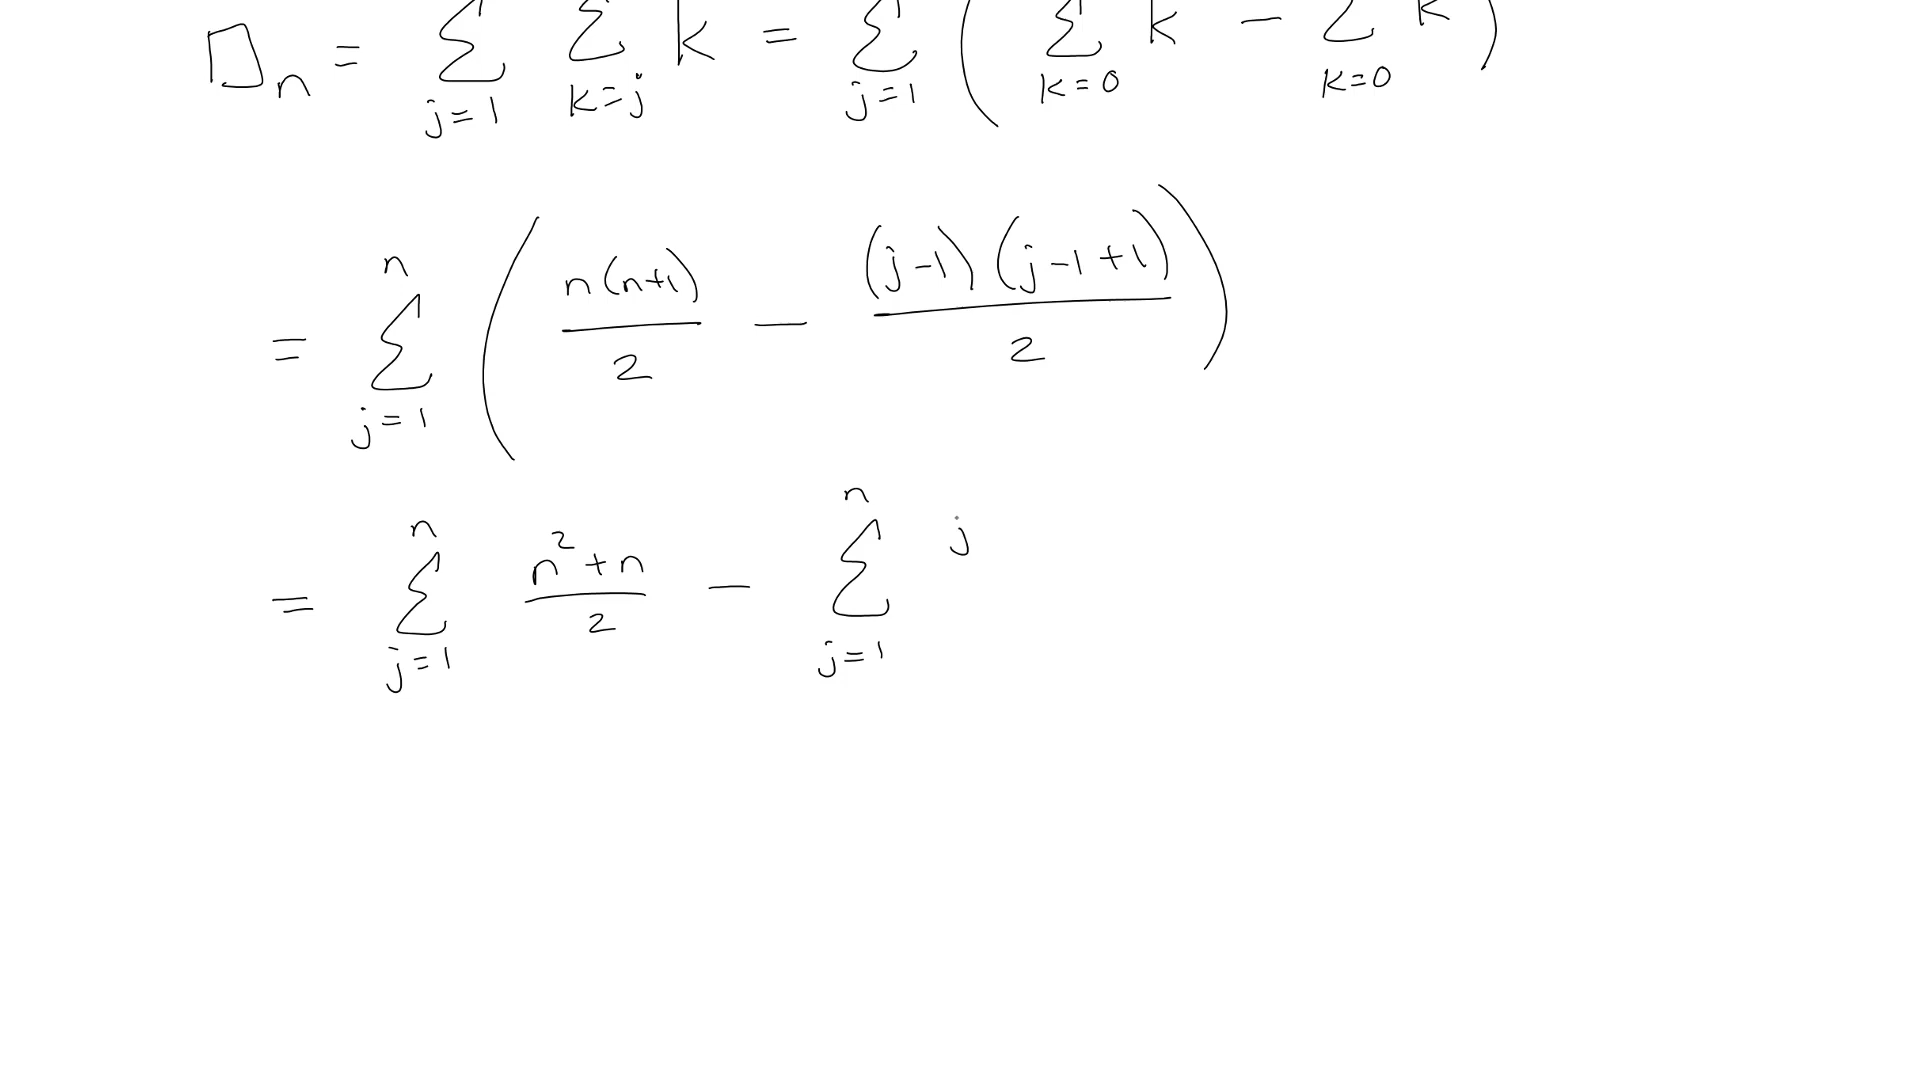 □ₙ = Σ_{j=1} Σ_{k=j} k = Σ_{j=1} ( Σ_{k=0} k − Σ_{k=0} k )
= Σ_{j=1}^{n} ( n(n+1)/2 − (j−1)(j−1+1)/2 )
= Σ_{j=1}^{n} (n²+n)/2 − Σ_{j=1}^{n} j